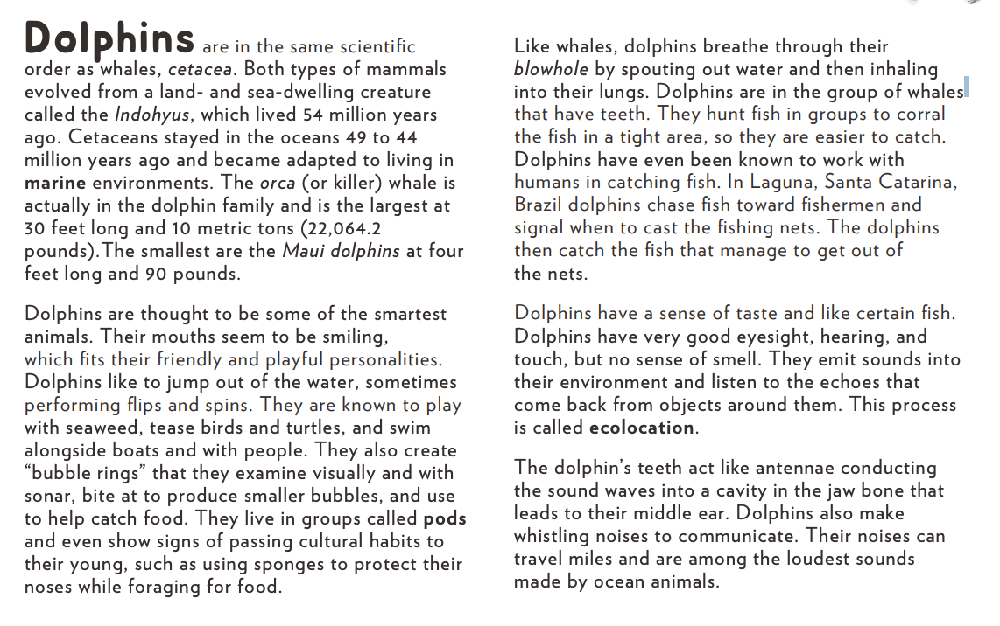 Dolphins are in the same scientific
order as whales, cetacea. Both types of mammals
evolved from a land- and sea-dwelling creature
called the Indohyus, which lived 54 million years
ago. Cetaceans stayed in the oceans 49 to 44
million years ago and became adapted to living in
marine environments. The orca (or killer) whale is
actually in the dolphin family and is the largest at
30 feet long and 10 metric tons (22,064.2
pounds).The smallest are the Maui dolphins at four
feet long and 90 pounds.
Dolphins are thought to be some of the smartest
animals. Their mouths seem to be smiling,
which fits their friendly and playful personalities.
Dolphins like to jump out of the water, sometimes
performing flips and spins. They are known to play
with seaweed, tease birds and turtles, and swim
alongside boats and with people. They also create
“bubble rings” that they examine visually and with
sonar, bite at to produce smaller bubbles, and use
to help catch food. They live in groups called pods
and even show signs of passing cultural habits to
their young, such as using sponges to protect their
noses while foraging for food.
Like whales, dolphins breathe through their
blowhole by spouting out water and then inhaling
into their lungs. Dolphins are in the group of whales
that have teeth. They hunt fish in groups to corral
the fish in a tight area, so they are easier to catch.
Dolphins have even been known to work with
humans in catching fish. In Laguna, Santa Catarina,
Brazil dolphins chase fish toward fishermen and
signal when to cast the fishing nets. The dolphins
then catch the fish that manage to get out of
the nets.
Dolphins have a sense of taste and like certain fish.
Dolphins have very good eyesight, hearing, and
touch, but no sense of smell. They emit sounds into
their environment and listen to the echoes that
come back from objects around them. This process
is called ecolocation.
The dolphin’s teeth act like antennae conducting
the sound waves into a cavity in the jaw bone that
leads to their middle ear. Dolphins also make
whistling noises to communicate. Their noises can
travel miles and are among the loudest sounds
made by ocean animals.